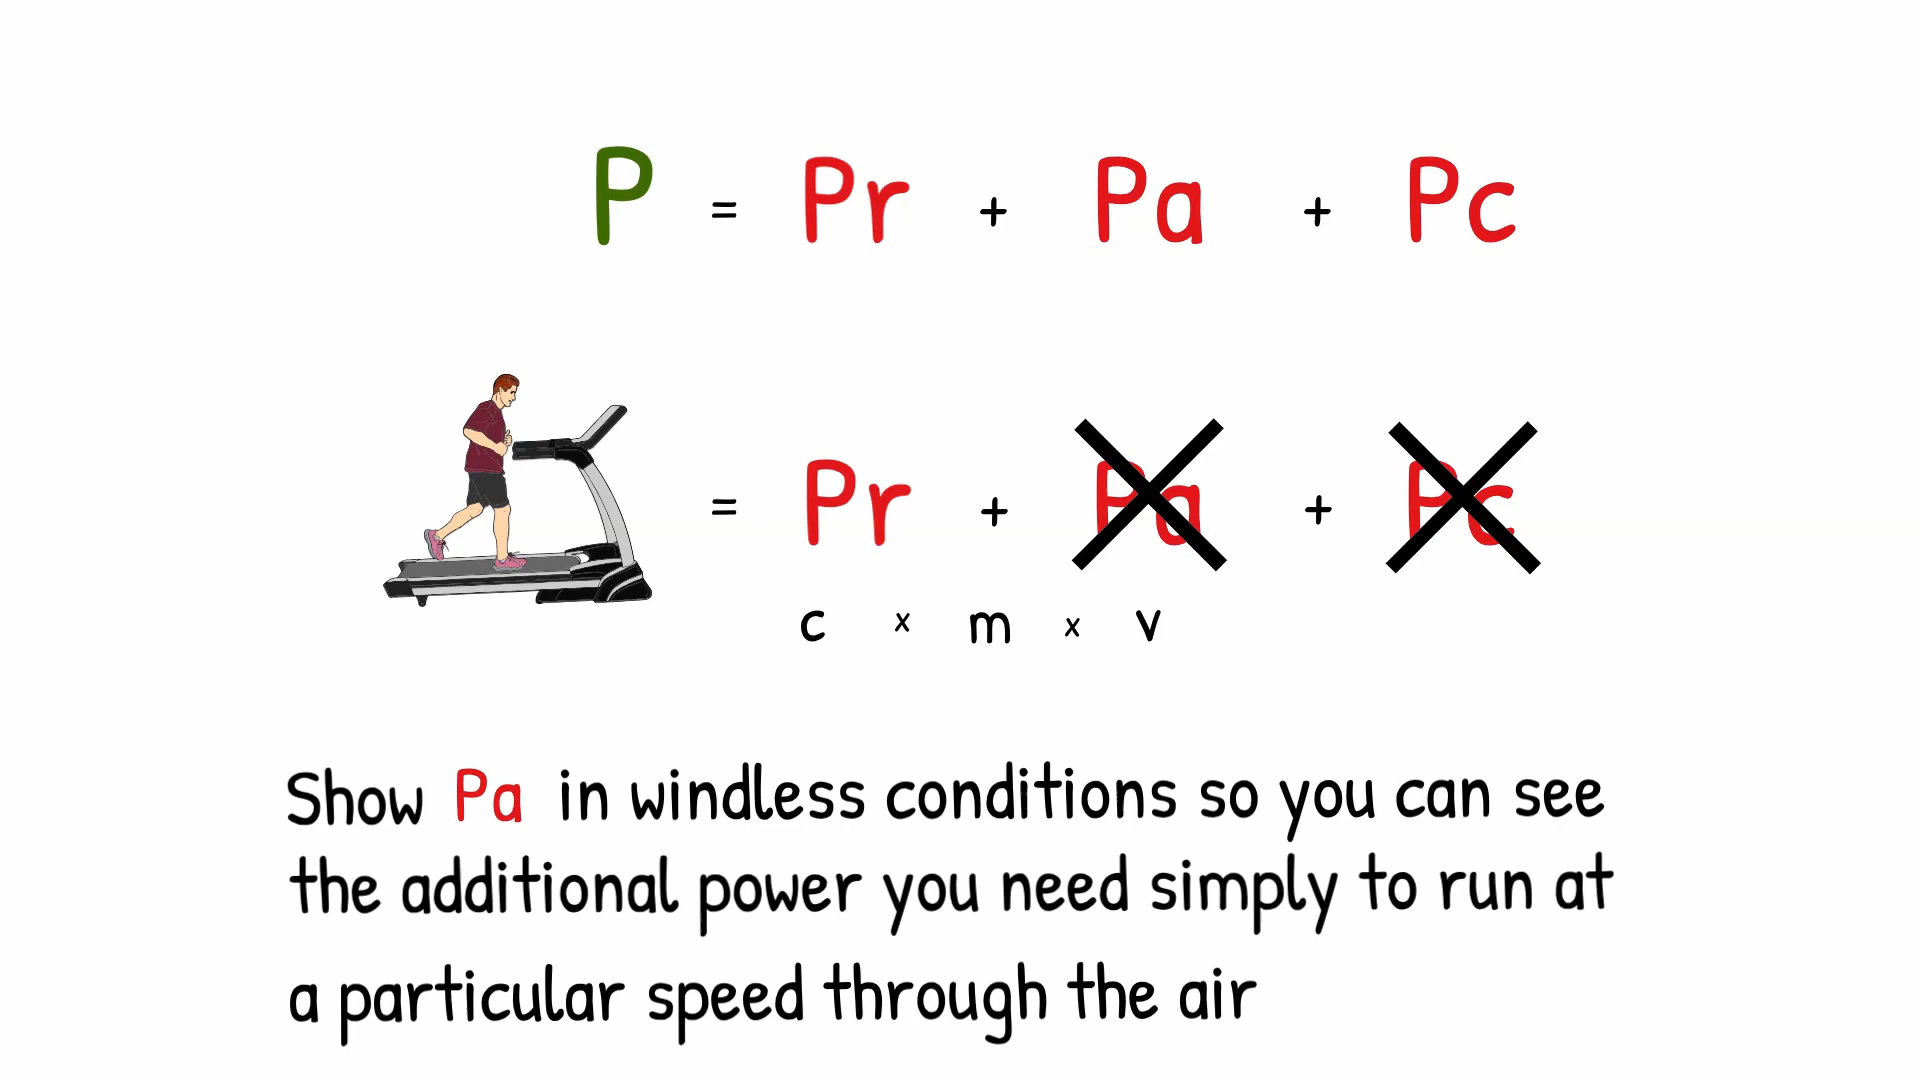 P = Pr + Pa + Pc
= Pr + Pa + Pc
c x m x v
Show Pa in windless conditions so you can see
the additional power you need simply to run at
a particular speed through the air